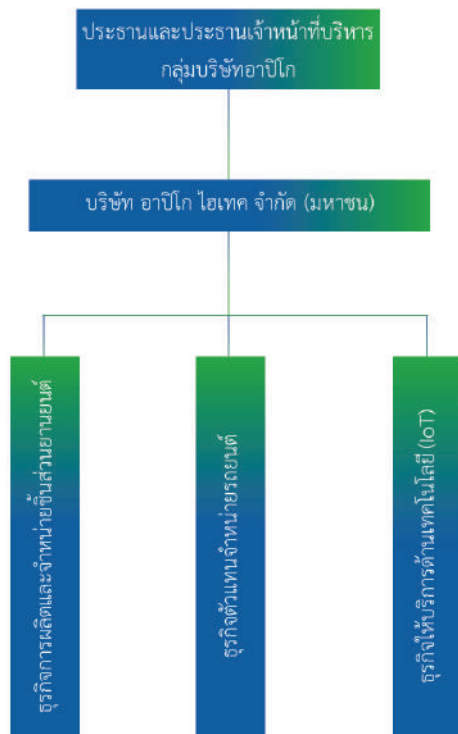 ประธานและประธานเจ้าหน้าที่บริหาร
กลุ่มบริษัทอาปิโก
บริษัท อาปิโก ไฮเทค จำกัด (มหาชน)
ธุรกิจการผลิตและจำหน่ายชิ้นส่วนยานยนต์
ธุรกิจตัวแทนจำหน่ายรถยนต์
ธุรกิจให้บริการด้านเทคโนโลยี (IoT)